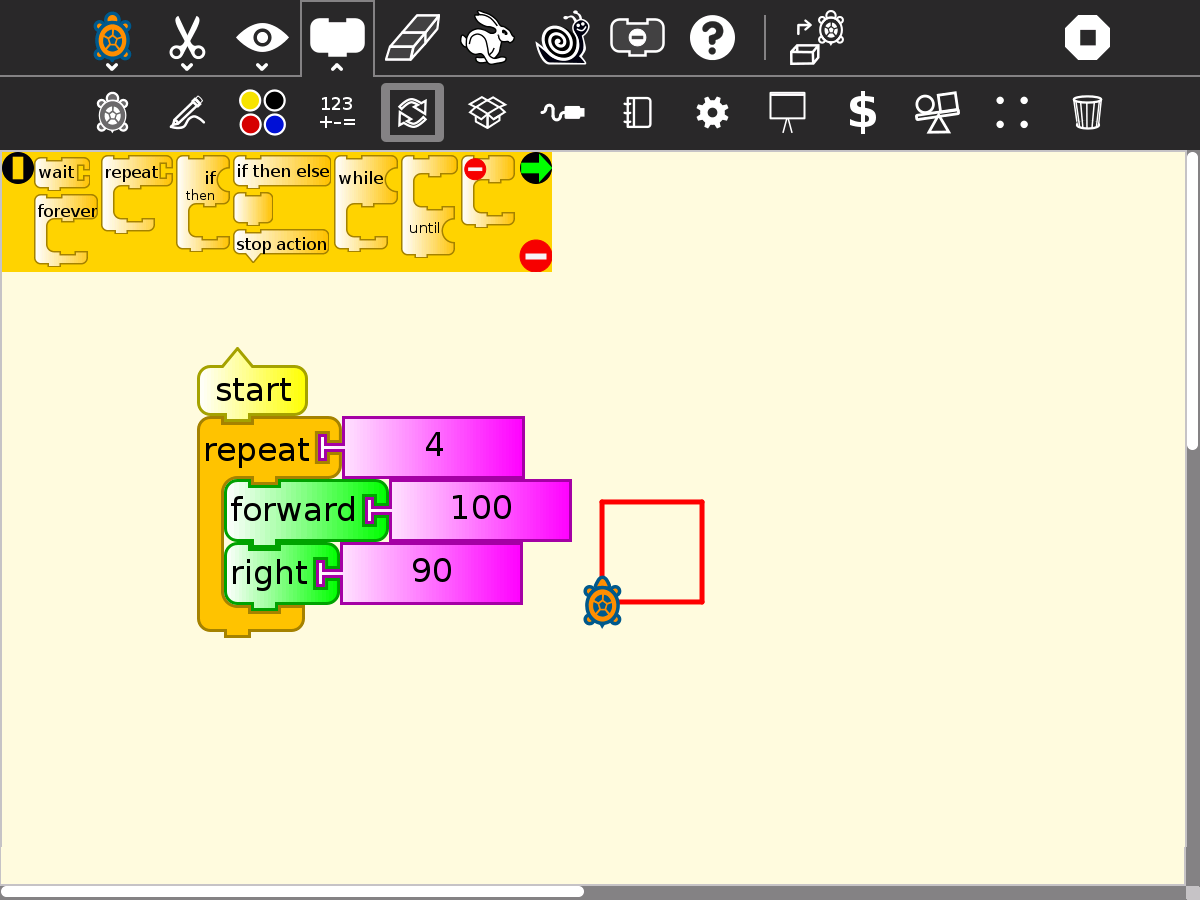 123
+-=
$
wait
repeat
if
then
if then else
while
until
forever
stop action
start
repeat 4
forward 100
right 90